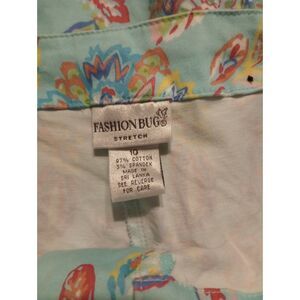 FASHION BUG
STRETCH
10
97% COTTON
3% SPANDEX
MADE IN
SRI LANKA
SEE REVERSE
FOR CARE